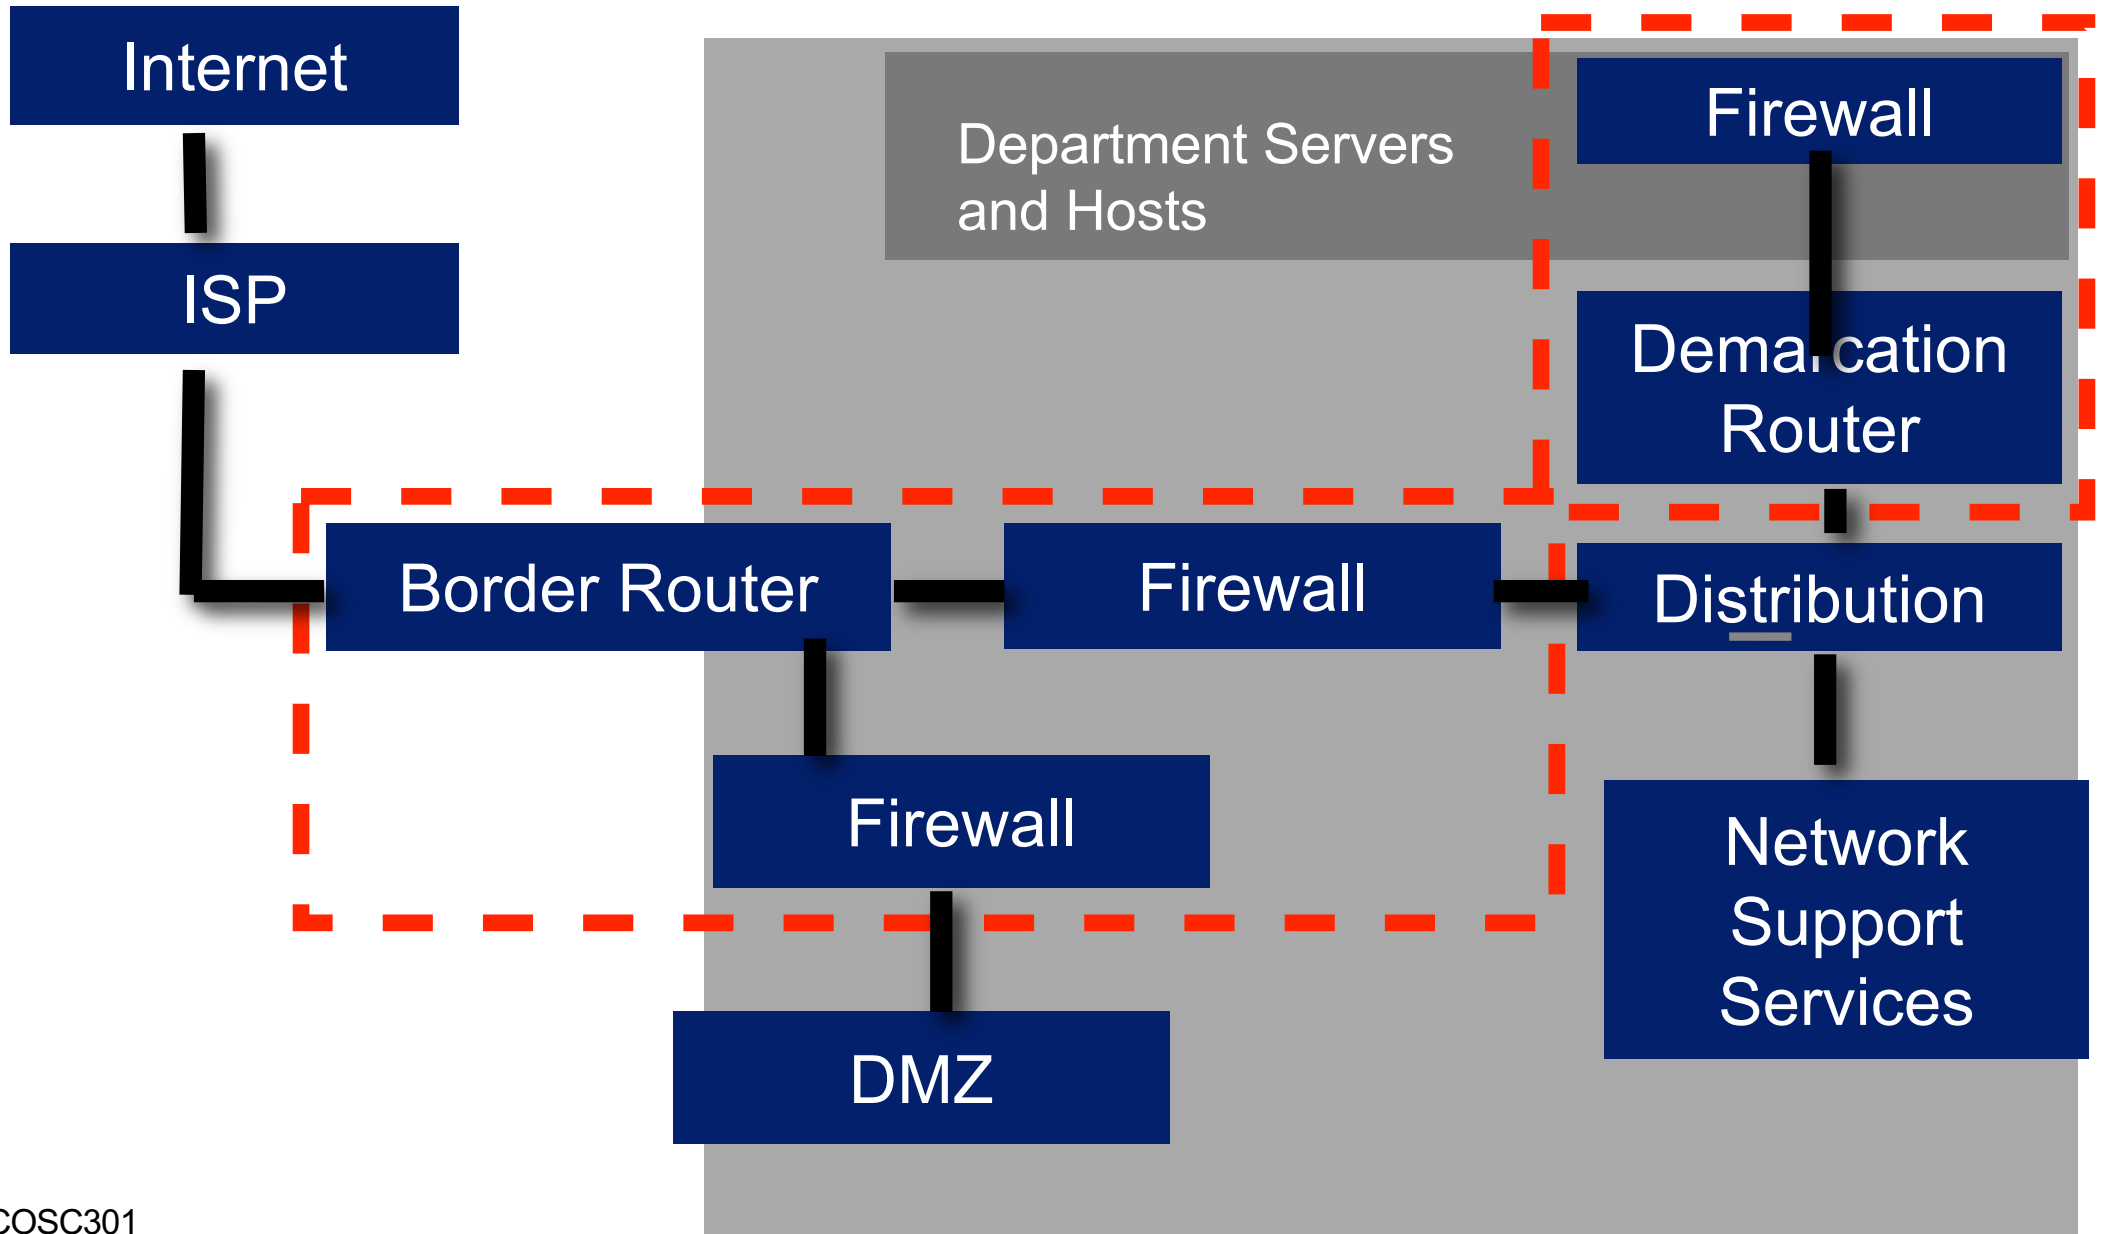 Internet
Firewall
Department Servers
and Hosts
ISP
Demarcation
Router
Border Router
Firewall
Distribution
Firewall
Network
Support
Services
DMZ
COSC301